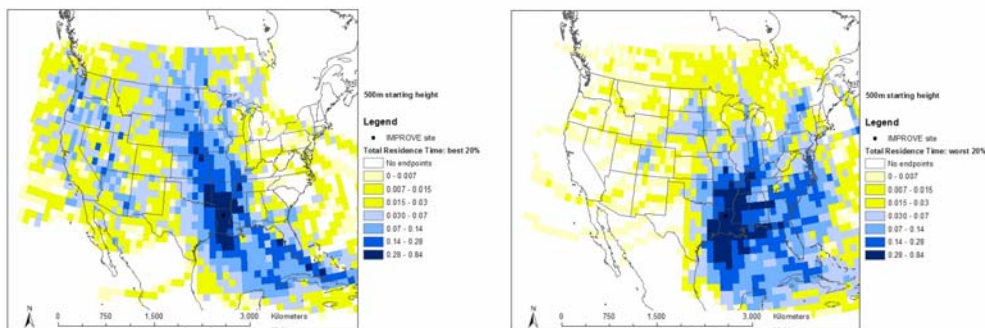 500m starting height
Legend
IMPROVE site
Total Residence Time: best 20%
No endpoints
0 - 0.007
0.007 - 0.015
0.015 - 0.03
0.030 - 0.07
0.07 - 0.14
0.14 - 0.28
0.28 - 0.84
N
0 750 1,500 3,000 Kilometers
500m starting height
Legend
IMPROVE site
Total Residence Time: worst 20%
No endpoints
0 - 0.007
0.007 - 0.015
0.015 - 0.03
0.030 - 0.07
0.07 - 0.14
0.14 - 0.28
0.28 - 0.84
N
0 750 1,500 3,000 Kilometers